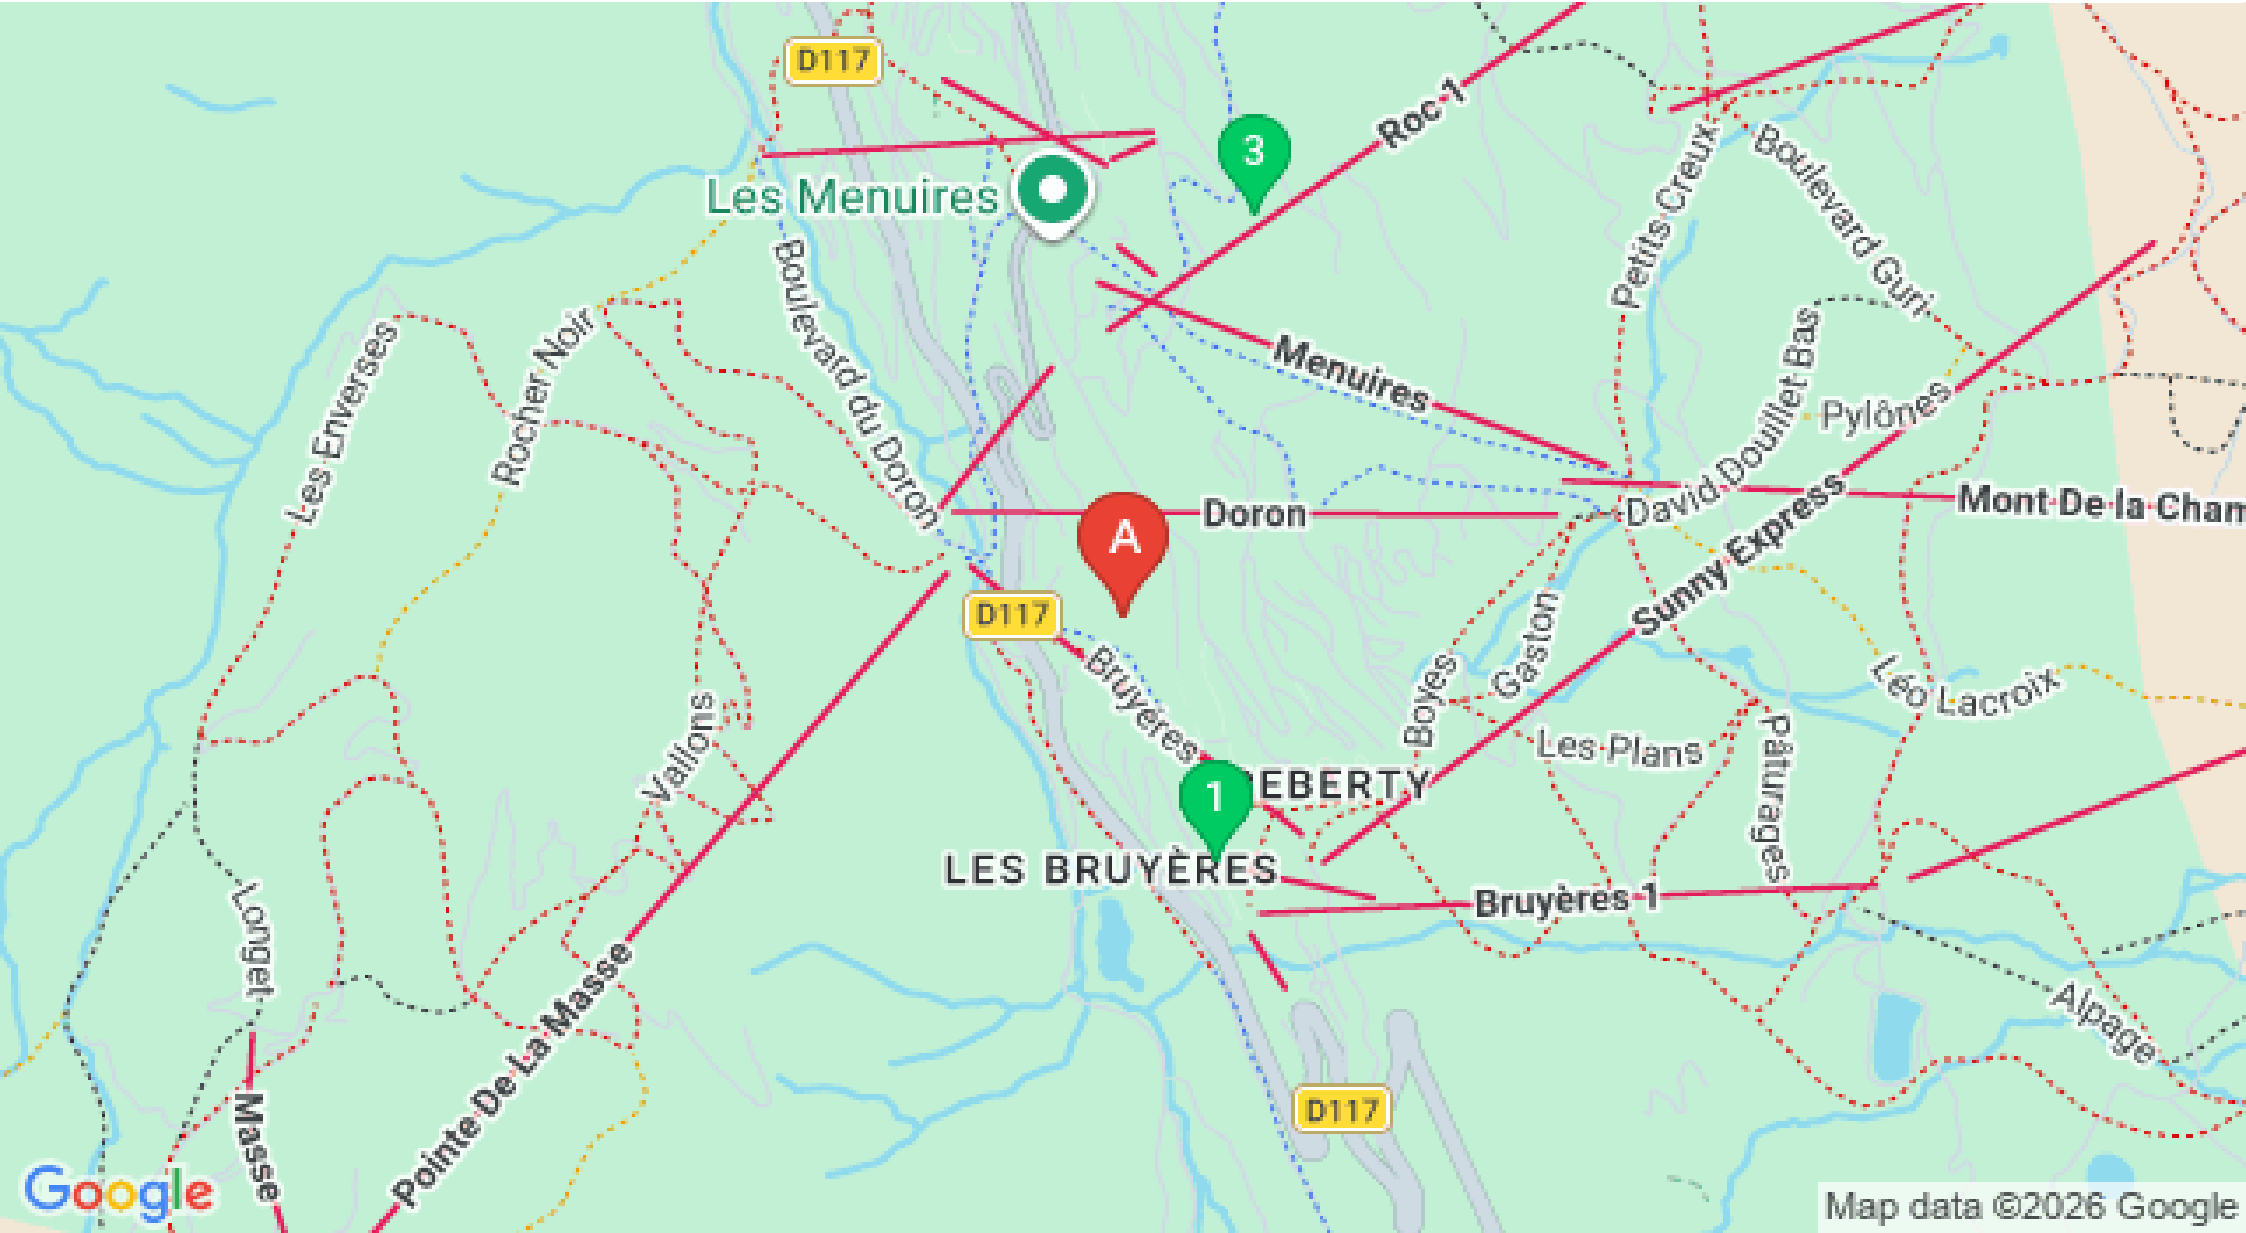 D117
Roc 1
3
Les Menuires
Petits Creux
Boulevard Guri
Boulevard du Doron
Les Enverses
Rocher Noir
Menuires
David Douillet Bas
Pylônes
Doron
Mont De la Cham
A
Sunny Express
D117
Gaston
Bruyères
Boyes
Léo Lacroix
Vallons
Les Plans
Pâturages
1
EBERTY
LES BRUYÈRES
Bruyères 1
Longet
Alpage
Pointe De La Masse
Masse
D117
Google
Map data ©2026 Google